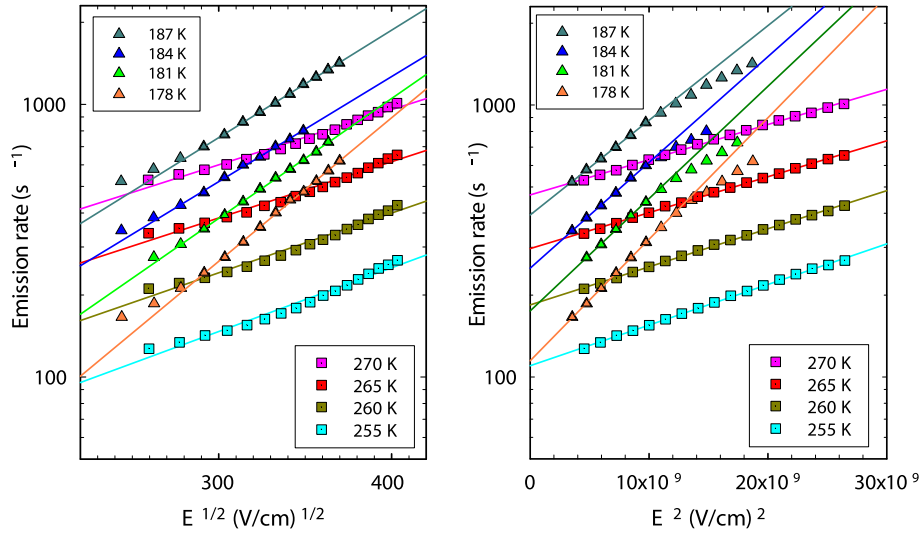 187 K
184 K
181 K
178 K
1000
100
Emission rate (s⁻¹)
270 K
265 K
260 K
255 K
300
400
E ^1/2 (V/cm) ^1/2
187 K
184 K
181 K
178 K
1000
100
Emission rate (s⁻¹)
270 K
265 K
260 K
255 K
0
10x10 ⁹
20x10 ⁹
30x10 ⁹
E ² (V/cm) ²